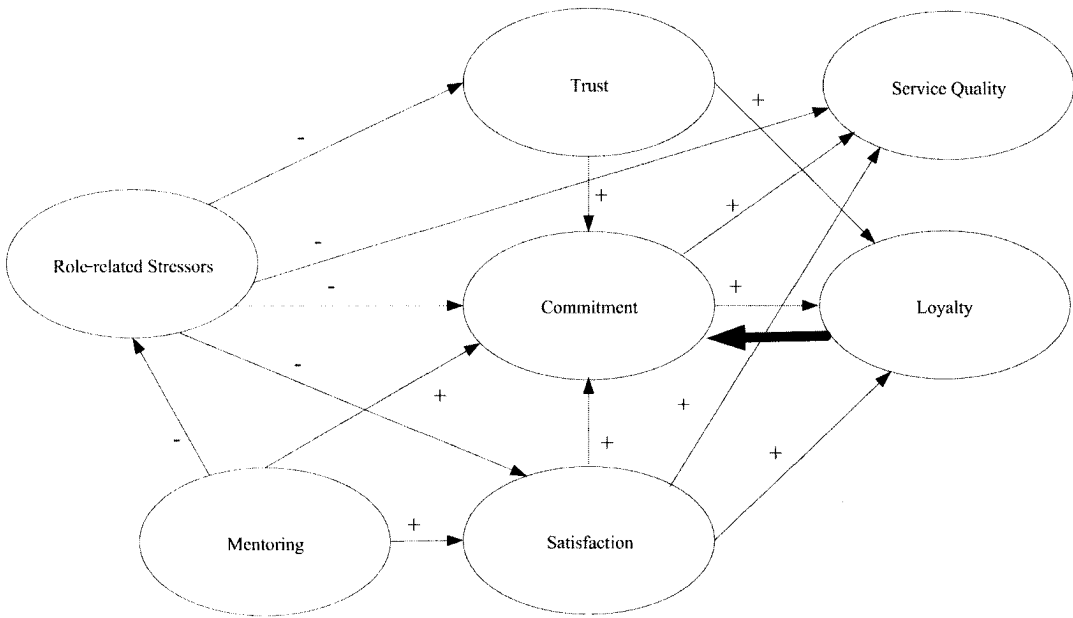 Trust
Service Quality
+
-
+
+
-
Role-related Stressors
-
+
Commitment
Loyalty
-
+
+
-
+
+
+
Mentoring
Satisfaction